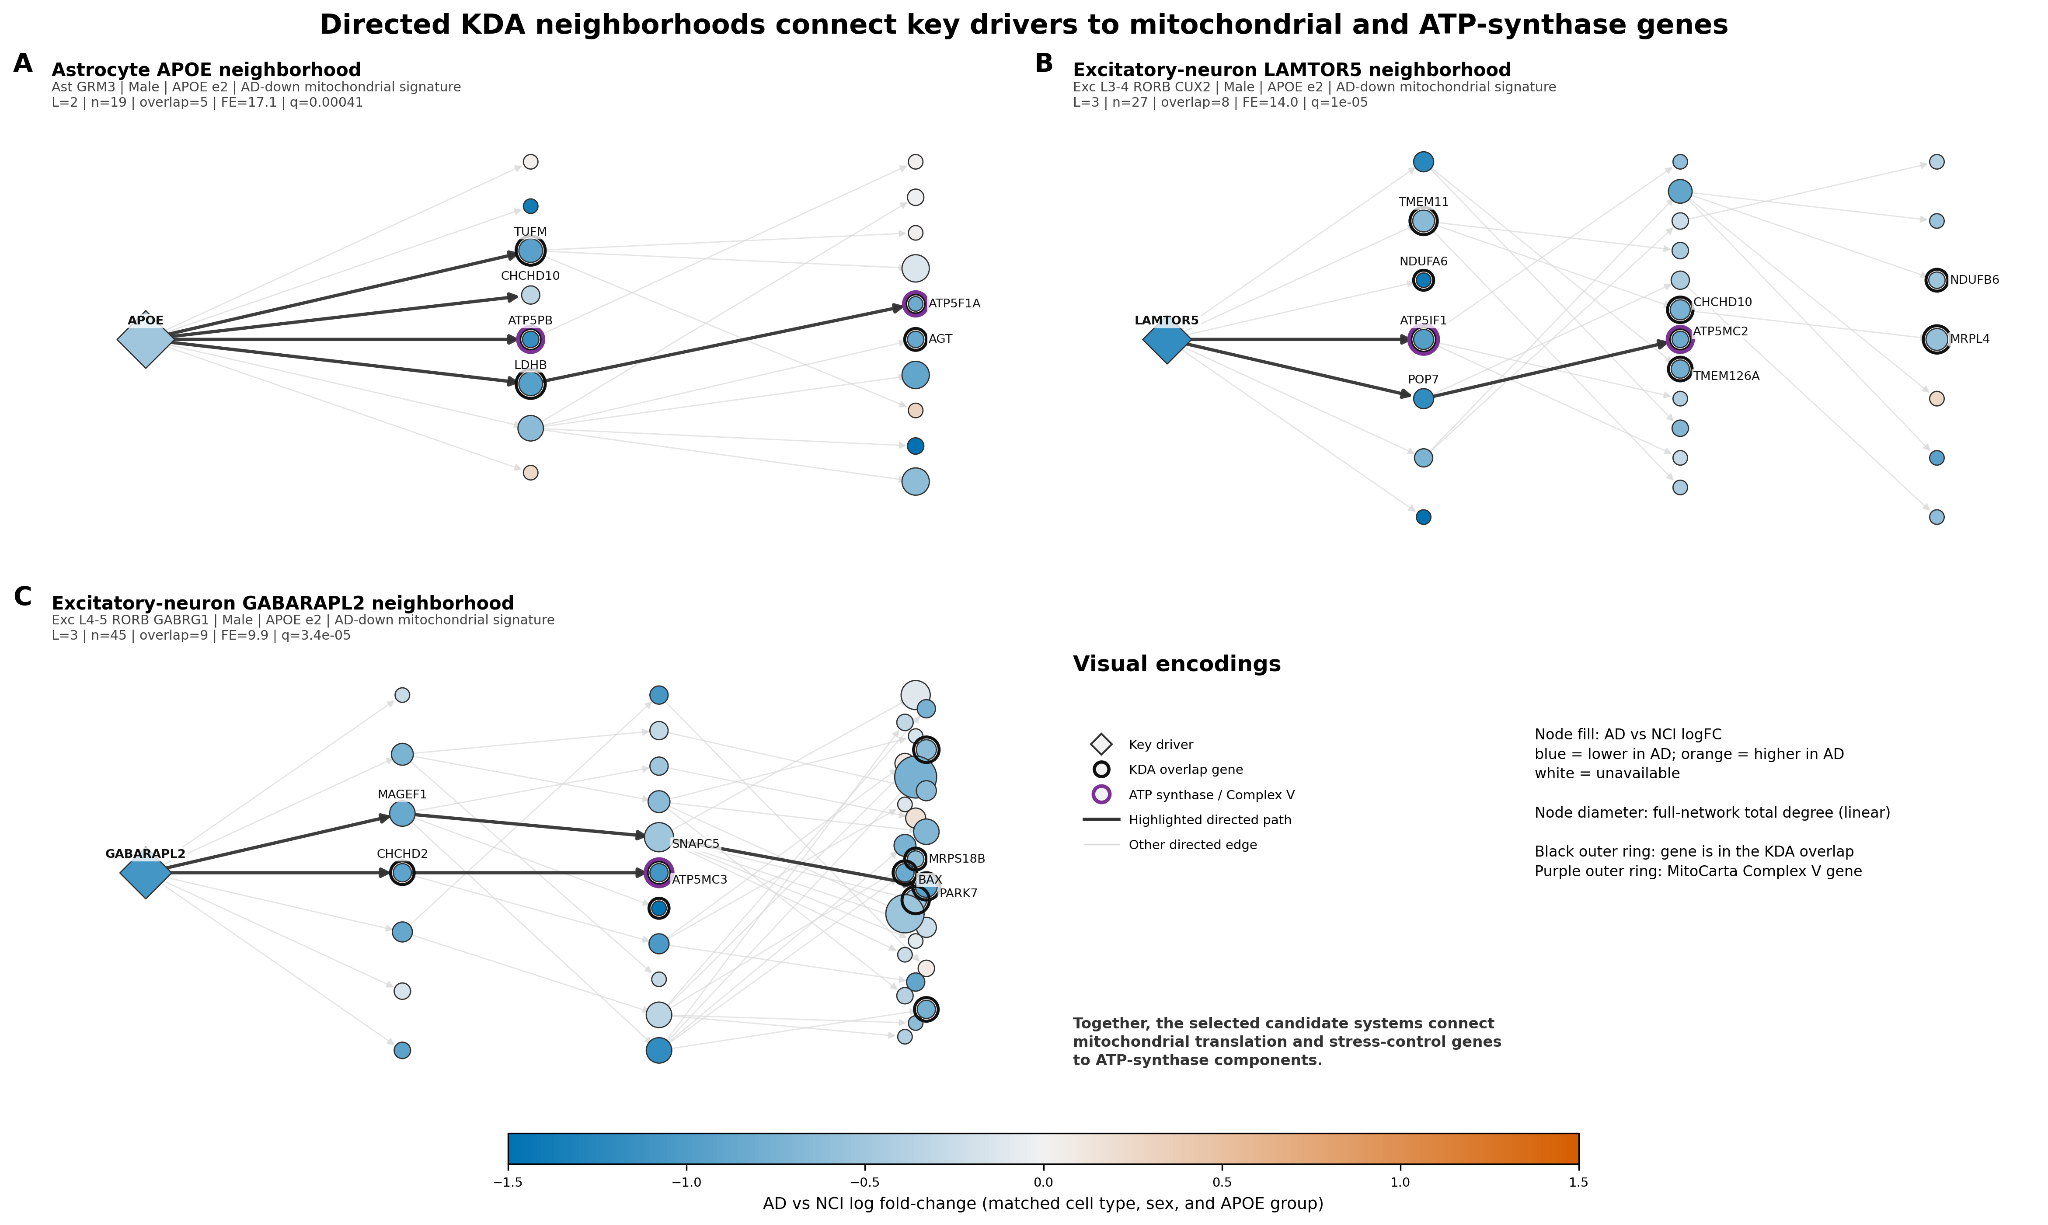 Directed KDA neighborhoods connect key drivers to mitochondrial and ATP-synthase genes
A
Astrocyte APOE neighborhood
Ast GRM3 | Male | APOE e2 | AD-down mitochondrial signature
L=2 | n=19 | overlap=5 | FE=17.1 | q=0.00041
APOE
TUFM
CHCHD10
ATP5PB
LDHB
ATP5F1A
AGT
B
Excitatory-neuron LAMTOR5 neighborhood
Exc L3-4 RORB CUX2 | Male | APOE e2 | AD-down mitochondrial signature
L=3 | n=27 | overlap=8 | FE=14.0 | q=1e-05
LAMTOR5
TMEM11
NDUFA6
ATP5IF1
POP7
CHCHD10
ATP5MC2
TMEM126A
NDUFB6
MRPL4
C
Excitatory-neuron GABARAPL2 neighborhood
Exc L4-5 RORB GABRG1 | Male | APOE e2 | AD-down mitochondrial signature
L=3 | n=45 | overlap=9 | FE=9.9 | q=3.4e-05
GABARAPL2
MAGEF1
CHCHD2
SNAPC5
ATP5MC3
MRPS18B
BAX
PARK7
Visual encodings
Key driver
KDA overlap gene
ATP synthase / Complex V
Highlighted directed path
Other directed edge
Node fill: AD vs NCI logFC
blue = lower in AD; orange = higher in AD
white = unavailable
Node diameter: full-network total degree (linear)
Black outer ring: gene is in the KDA overlap
Purple outer ring: MitoCarta Complex V gene
Together, the selected candidate systems connect
mitochondrial translation and stress-control genes
to ATP-synthase components.
−1.5 −1.0 −0.5 0.0 0.5 1.0 1.5
AD vs NCI log fold-change (matched cell type, sex, and APOE group)